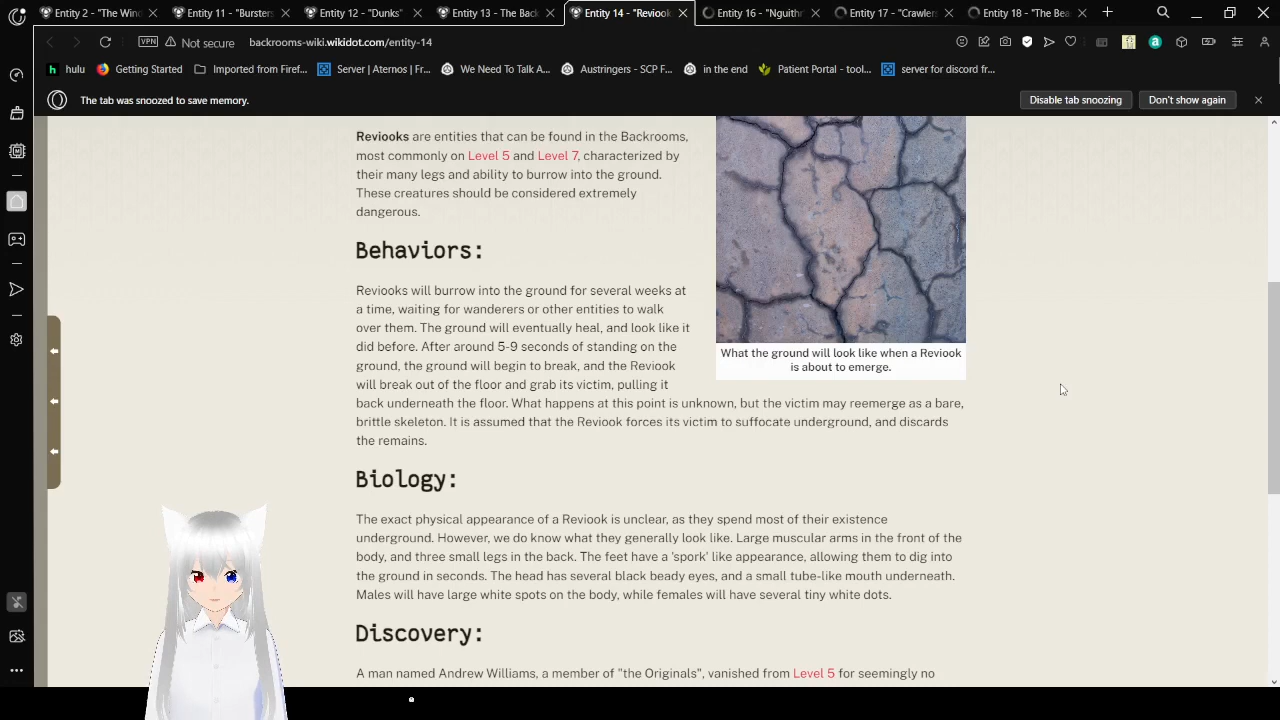 Entity 2 - "The Wind
Entity 11 - "Bursters
Entity 12 - "Dunks"
Entity 13 - The Back
Entity 14 - "Reviook
Entity 16 - "Nguithr
Entity 17 - "Crawlers
Entity 18 - "The Bea
VPN
Not secure
backrooms-wiki.wikidot.com/entity-14
hulu
Getting Started
Imported from Firef...
Server | Aternos | Fr...
We Need To Talk A...
Austringers - SCP F...
in the end
Patient Portal - tool...
server for discord fr...
The tab was snoozed to save memory.
Disable tab snoozing
Don't show again
Reviooks are entities that can be found in the Backrooms,
most commonly on Level 5 and Level 7, characterized by
their many legs and ability to burrow into the ground.
These creatures should be considered extremely
dangerous.
Behaviors:
Reviooks will burrow into the ground for several weeks at
a time, waiting for wanderers or other entities to walk
over them. The ground will eventually heal, and look like it
did before. After around 5-9 seconds of standing on the
ground, the ground will begin to break, and the Reviook
will break out of the floor and grab its victim, pulling it
back underneath the floor. What happens at this point is unknown, but the victim may reemerge as a bare,
brittle skeleton. It is assumed that the Reviook forces its victim to suffocate underground, and discards
the remains.
What the ground will look like when a Reviook
is about to emerge.
Biology:
The exact physical appearance of a Reviook is unclear, as they spend most of their existence
underground. However, we do know what they generally look like. Large muscular arms in the front of the
body, and three small legs in the back. The feet have a 'spork' like appearance, allowing them to dig into
the ground in seconds. The head has several black beady eyes, and a small tube-like mouth underneath.
Males will have large white spots on the body, while females will have several tiny white dots.
Discovery:
A man named Andrew Williams, a member of "the Originals", vanished from Level 5 for seemingly no